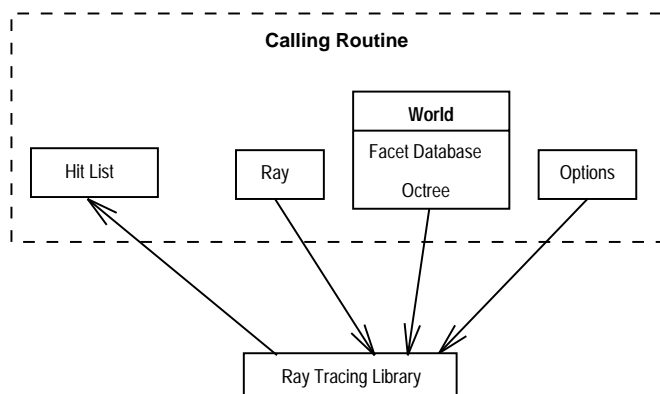 Calling Routine
World
Facet Database
Octree
Hit List
Ray
Options
Ray Tracing Library